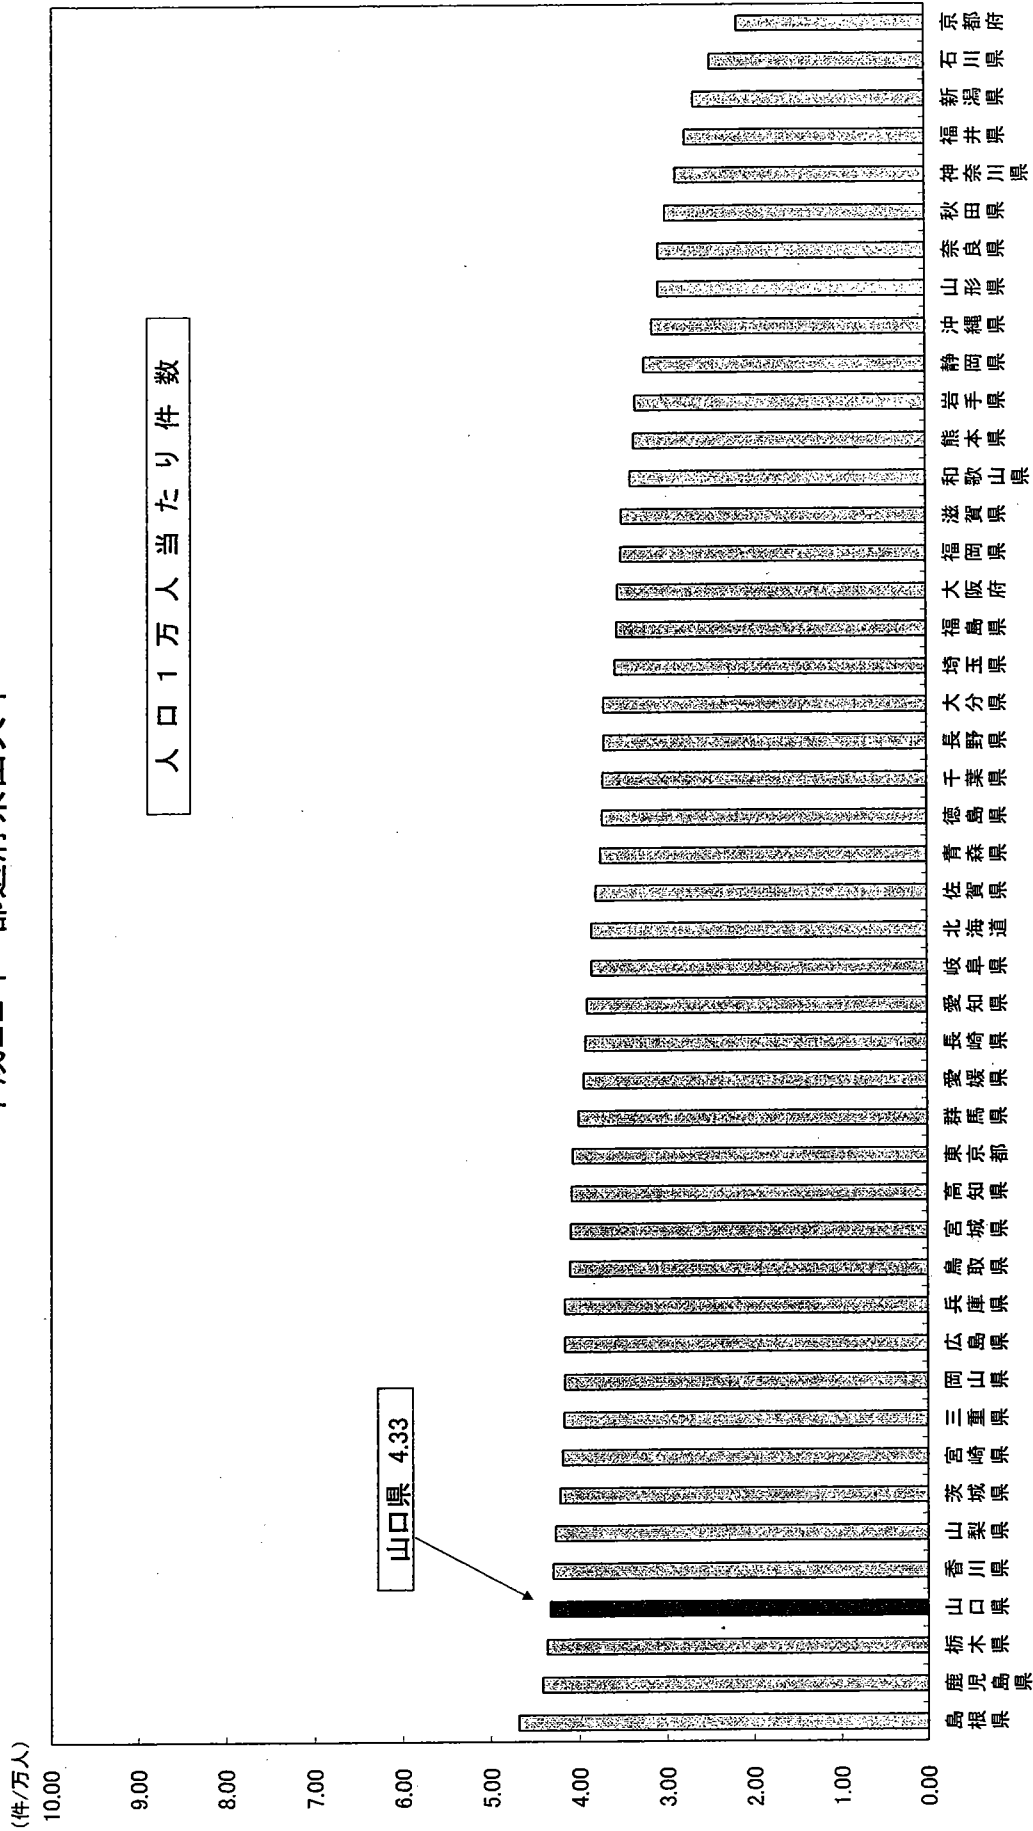 (件/万人)
10.00
9.00
8.00
7.00
6.00
5.00
4.00
3.00
2.00
1.00
0.00
人口1万人当たり件数
山口県 4.33
島根県
鹿児島県
栃木県
山口県
香川県
山梨県
茨城県
宮崎県
三重県
岡山県
広島県
兵庫県
鳥取県
宮城県
高知県
東京都
群馬県
愛媛県
長崎県
愛知県
岐阜県
北海道
佐賀県
青森県
徳島県
千葉県
長野県
大分県
埼玉県
福島県
大阪府
福岡県
滋賀県
和歌山県
熊本県
岩手県
静岡県
沖縄県
山形県
奈良県
秋田県
神奈川県
福井県
新潟県
石川県
京都府